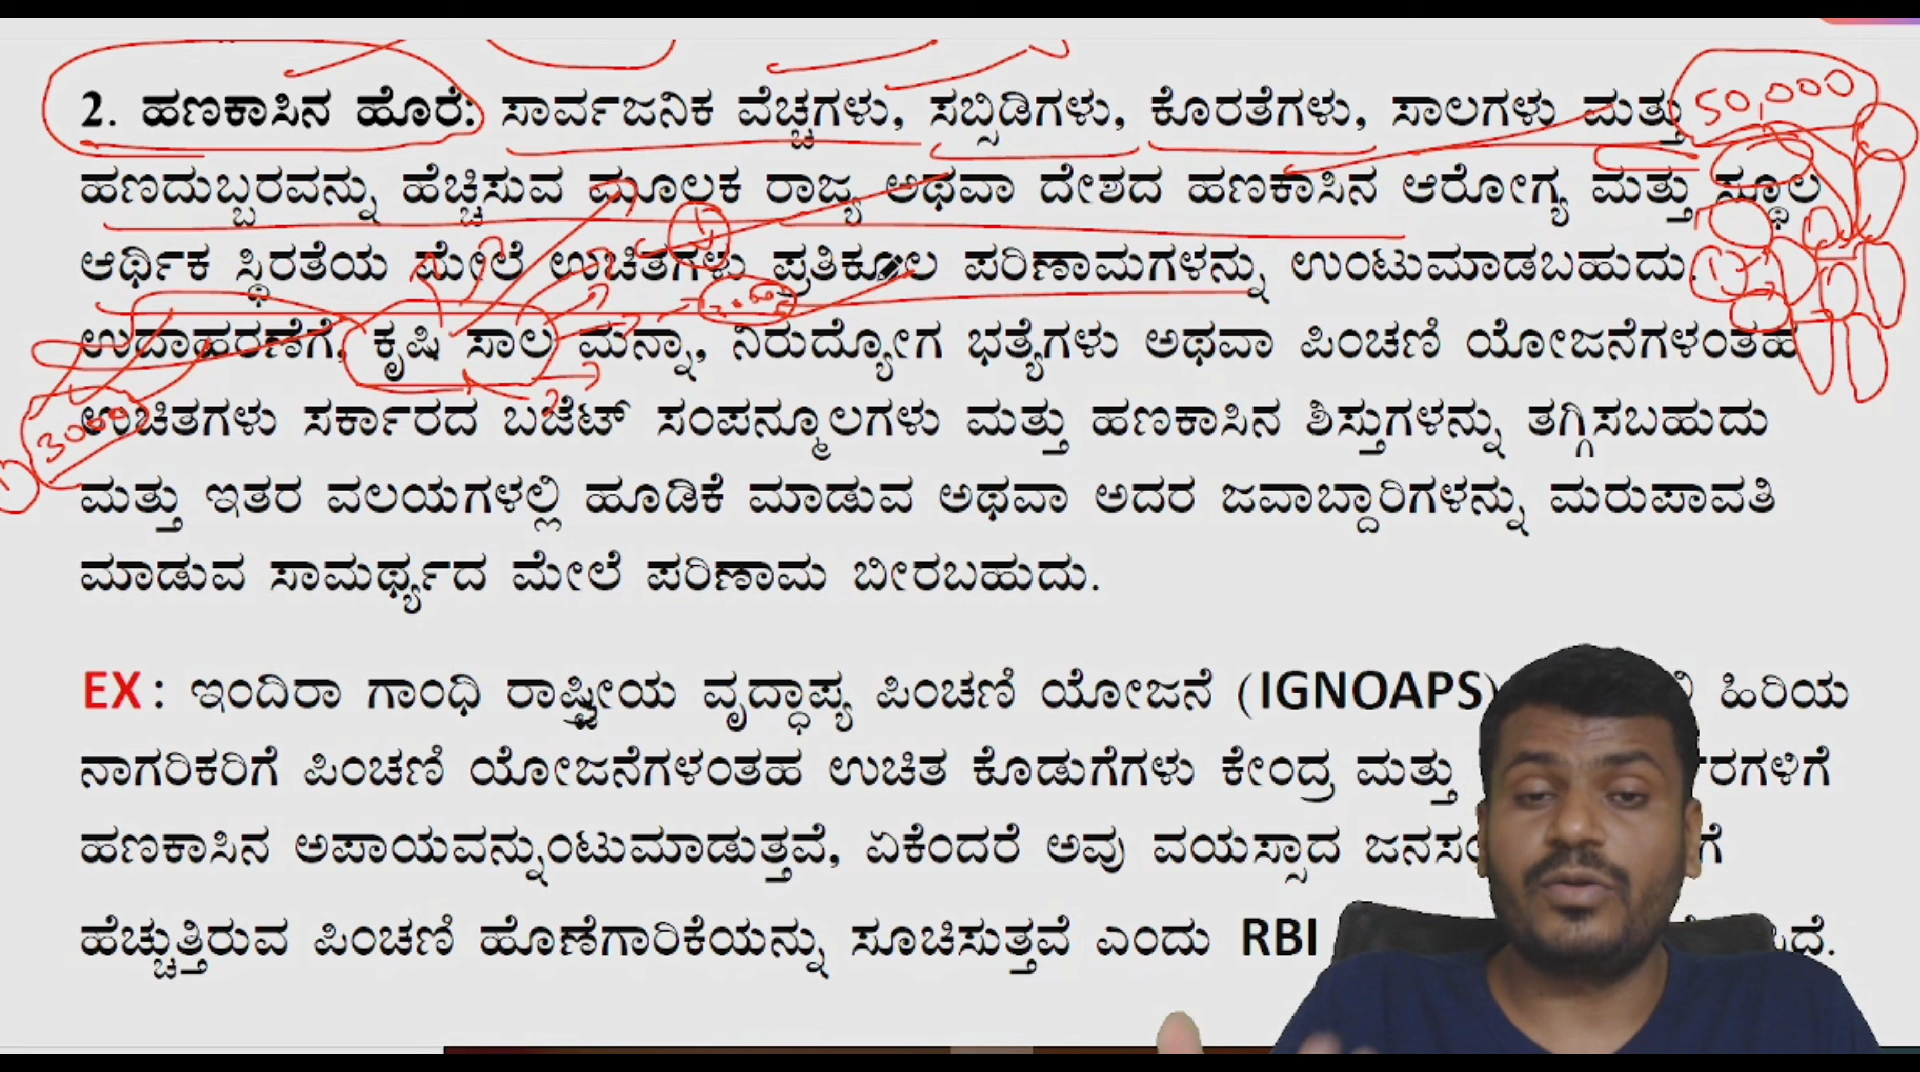 2. ಹಣಕಾಸಿನ ಹೊರೆ: ಸಾರ್ವಜನಿಕ ವೆಚ್ಚಗಳು, ಸಬ್ಸಿಡಿಗಳು, ಕೊರತೆಗಳು, ಸಾಲಗಳು ಮತ್ತು 50,000
ಹಣದುಬ್ಬರವನ್ನು ಹೆಚ್ಚಿಸುವ ಮೂಲಕ ರಾಜ್ಯ ಅಥವಾ ದೇಶದ ಹಣಕಾಸಿನ ಆರೋಗ್ಯ ಮತ್ತು ಸ್ಥೂಲ
ಆರ್ಥಿಕ ಸ್ಥಿರತೆಯ ಮೇಲೆ ಉಚಿತಗಳು ಪ್ರತಿಕೂಲ ಪರಿಣಾಮಗಳನ್ನು ಉಂಟುಮಾಡಬಹುದು.
ಉದಾಹರಣೆಗೆ, ಕೃಷಿ ಸಾಲ ಮನ್ನಾ, ನಿರುದ್ಯೋಗ ಭತ್ಯೆಗಳು ಅಥವಾ ಪಿಂಚಣಿ ಯೋಜನೆಗಳಂತಹ
ಉಚಿತಗಳು ಸರ್ಕಾರದ ಬಜೆಟ್ ಸಂಪನ್ಮೂಲಗಳು ಮತ್ತು ಹಣಕಾಸಿನ ಶಿಸ್ತುಗಳನ್ನು ತಗ್ಗಿಸಬಹುದು
ಮತ್ತು ಇತರ ವಲಯಗಳಲ್ಲಿ ಹೂಡಿಕೆ ಮಾಡುವ ಅಥವಾ ಅದರ ಜವಾಬ್ದಾರಿಗಳನ್ನು ಮರುಪಾವತಿ
ಮಾಡುವ ಸಾಮರ್ಥ್ಯದ ಮೇಲೆ ಪರಿಣಾಮ ಬೀರಬಹುದು.
EX: ಇಂದಿರಾ ಗಾಂಧಿ ರಾಷ್ಟ್ರೀಯ ವೃದ್ಧಾಪ್ಯ ಪಿಂಚಣಿ ಯೋಜನೆ (IGNOAPS) ಹಿರಿಯ
ನಾಗರಿಕರಿಗೆ ಪಿಂಚಣಿ ಯೋಜನೆಗಳಂತಹ ಉಚಿತ ಕೊಡುಗೆಗಳು ಕೇಂದ್ರ ಮತ್ತು
ಹಣಕಾಸಿನ ಅಪಾಯವನ್ನುಂಟುಮಾಡುತ್ತವೆ, ಏಕೆಂದರೆ ಅವು ವಯಸ್ಸಾದ
ಹೆಚ್ಚುತ್ತಿರುವ ಪಿಂಚಣಿ ಹೊಣೆಗಾರಿಕೆಯನ್ನು ಸೂಚಿಸುತ್ತವೆ ಎಂದು RBI